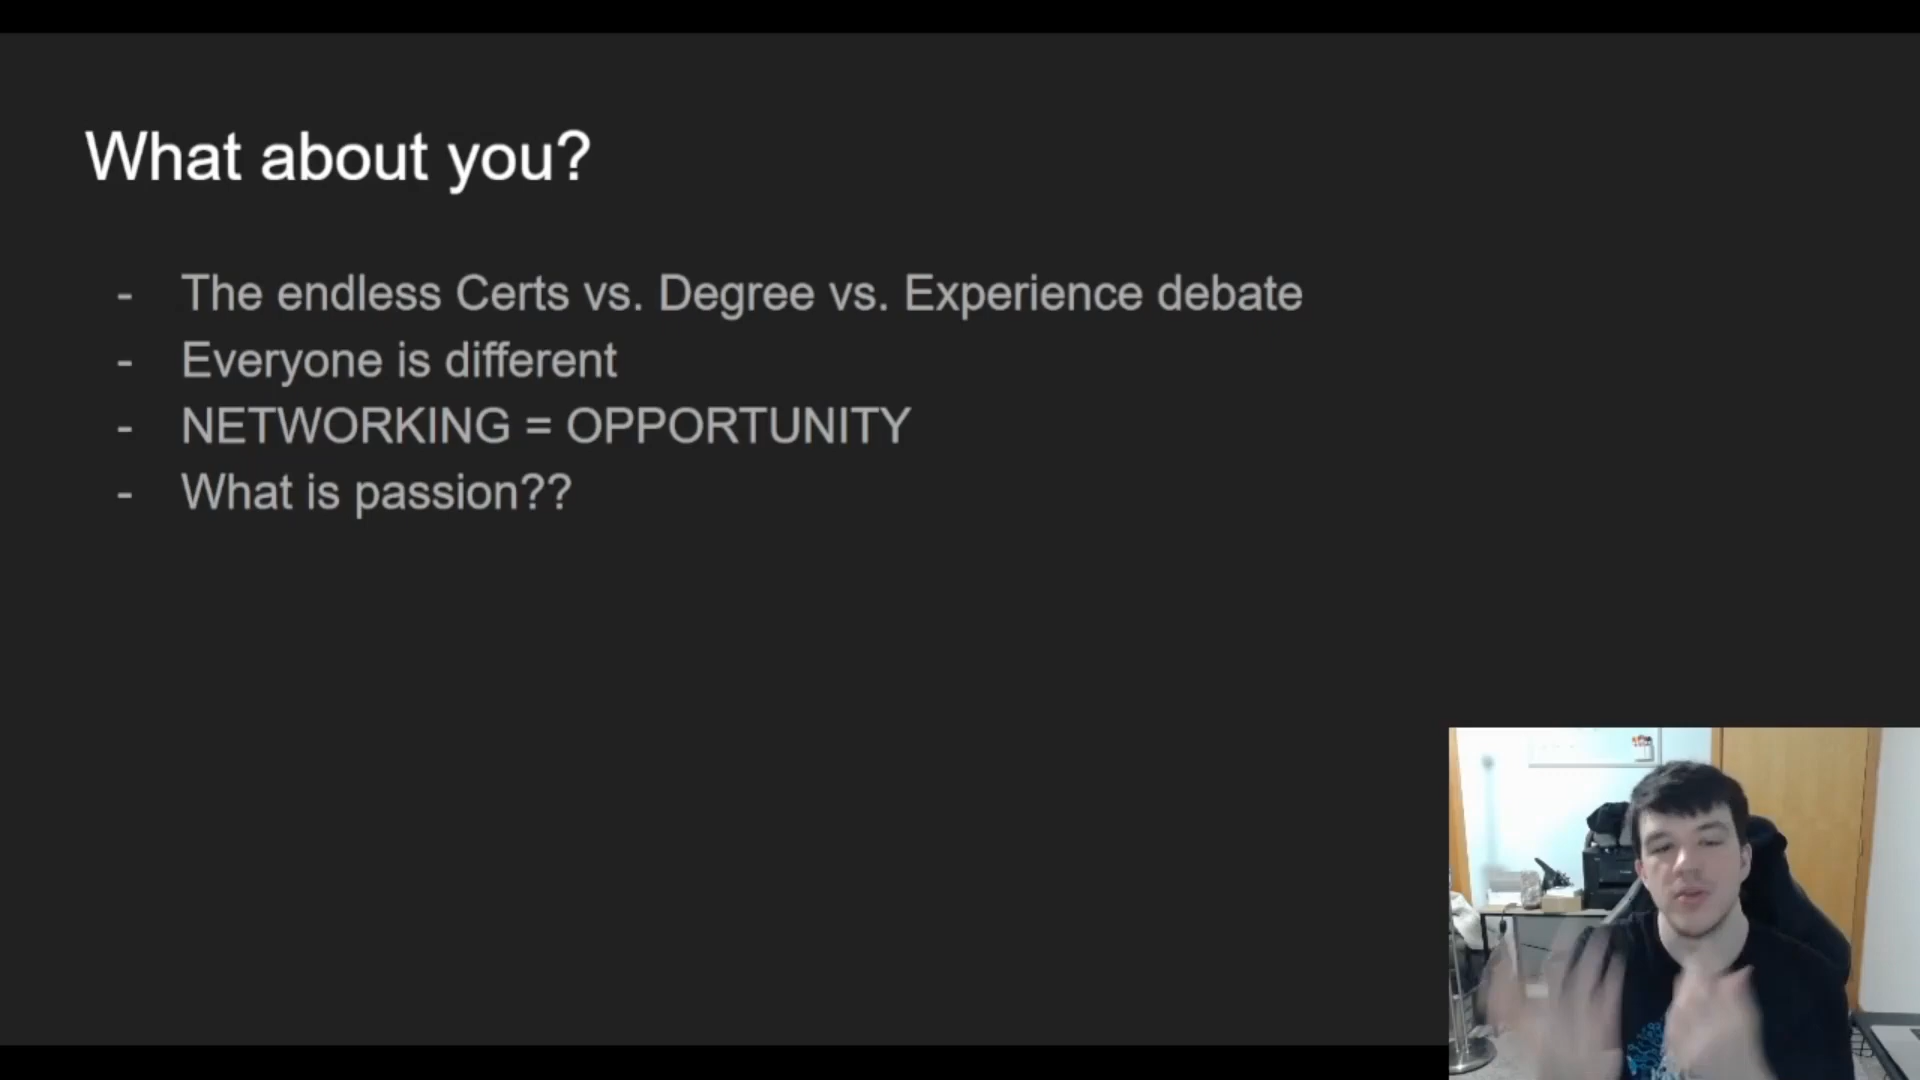 What about you?
- The endless Certs vs. Degree vs. Experience debate
- Everyone is different
- NETWORKING = OPPORTUNITY
- What is passion??